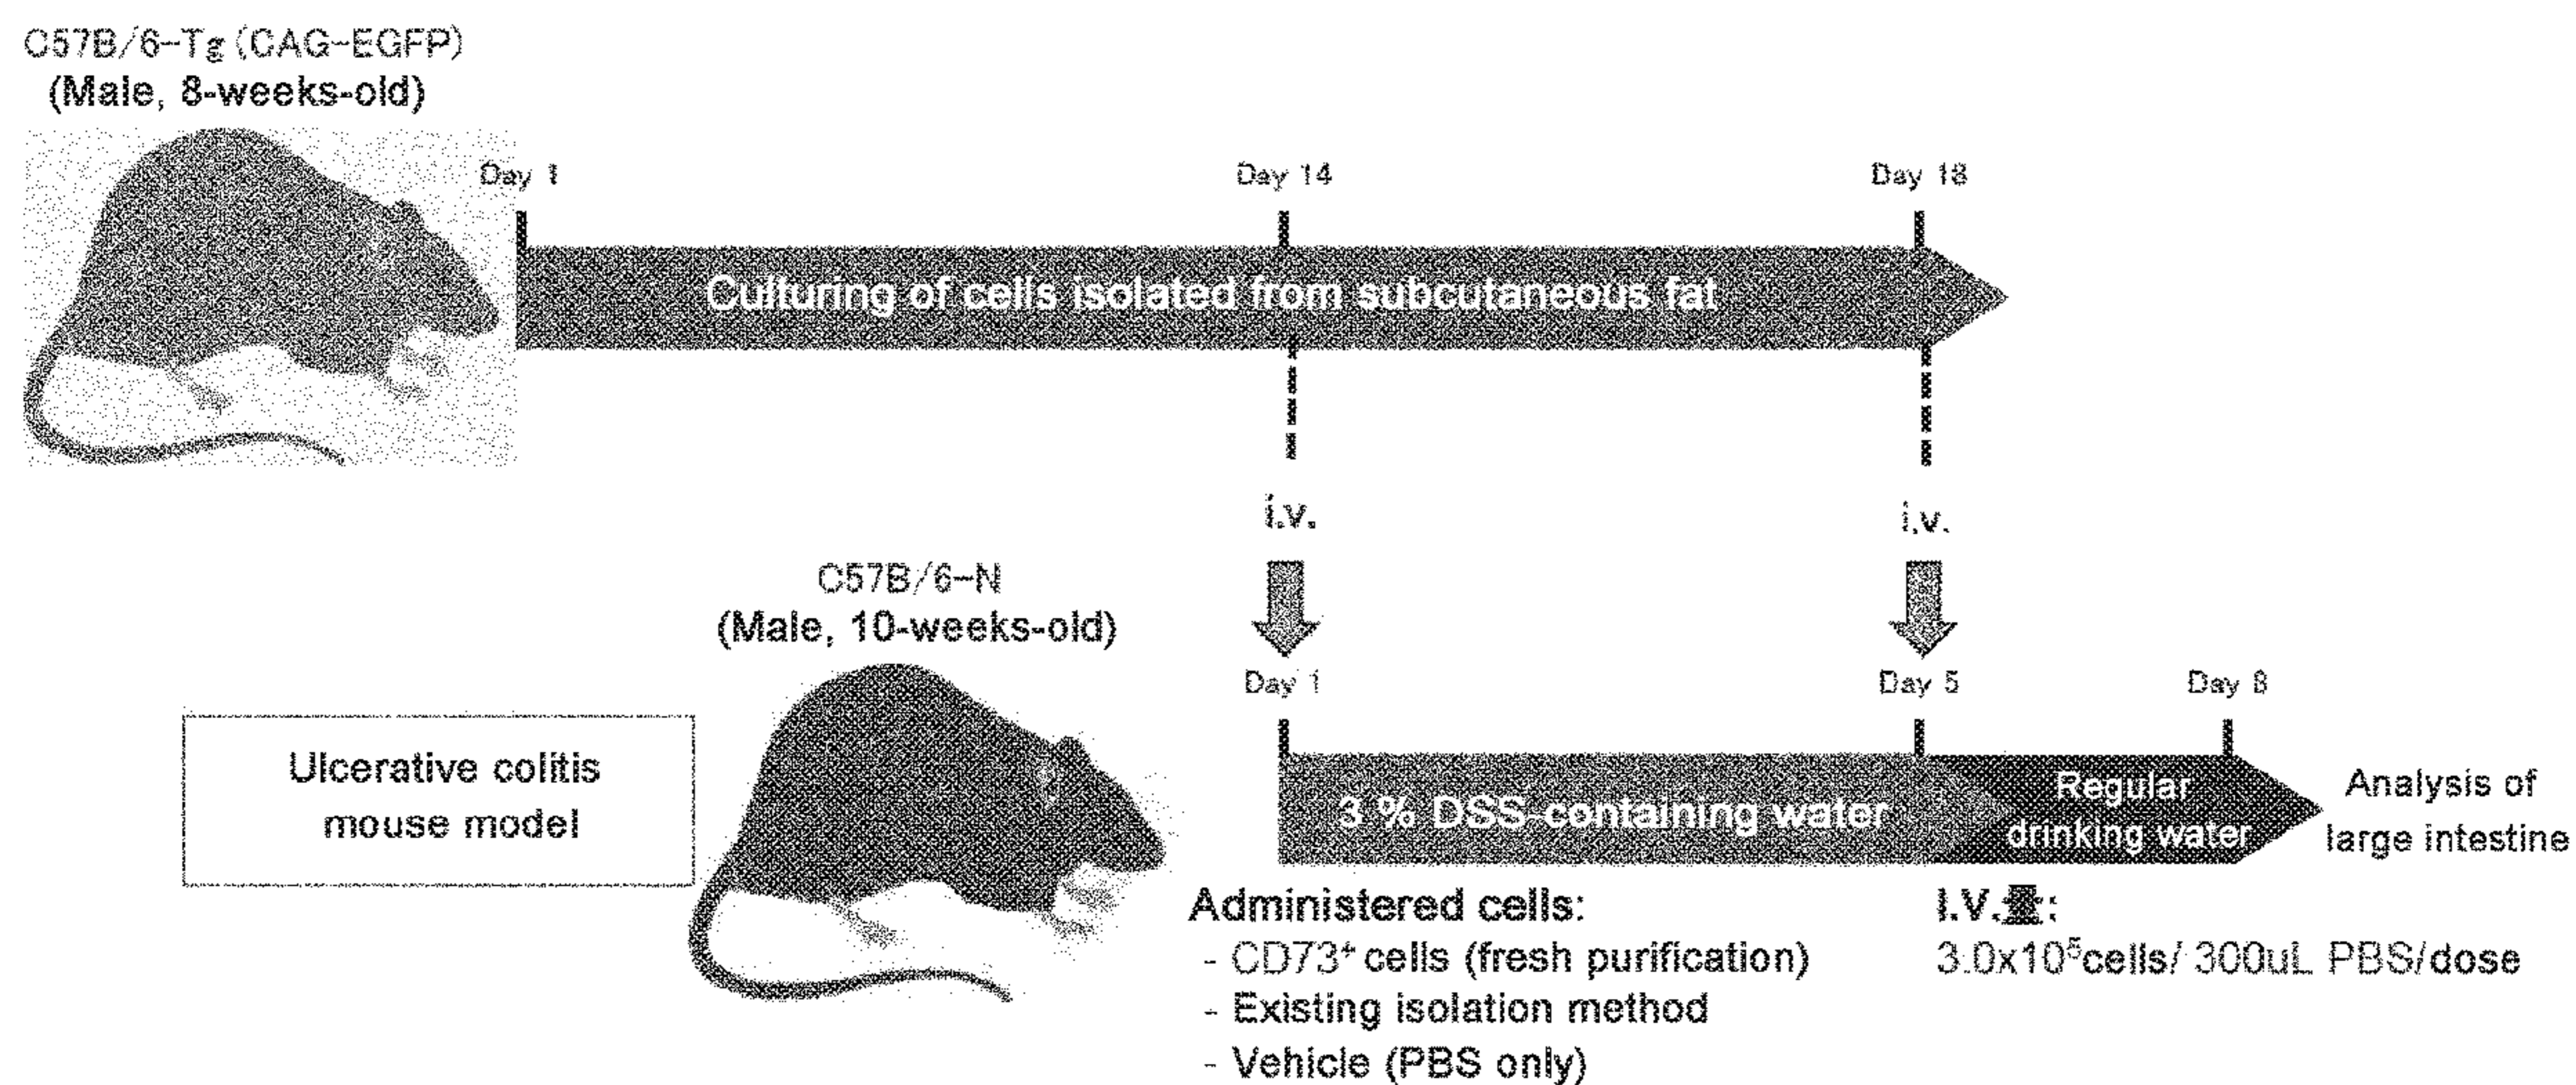 C57B/6-Tg (CAG-EGFP)
(Male, 8-weeks-old)
Day 1
Day 14
Day 18
Culturing of cells isolated from subcutaneous fat
i.v.
i.v.
C57B/6-N
(Male, 10-weeks-old)
Day 1
Day 5
Day 8
Ulcerative colitis
mouse model
3 % DSS-containing water
Regular
drinking water
Analysis of
large intestine
Administered cells:
- CD73⁺ cells (fresh purification)
- Existing isolation method
- Vehicle (PBS only)
I.V.量:
3.0x10⁵cells/ 300uL PBS/dose